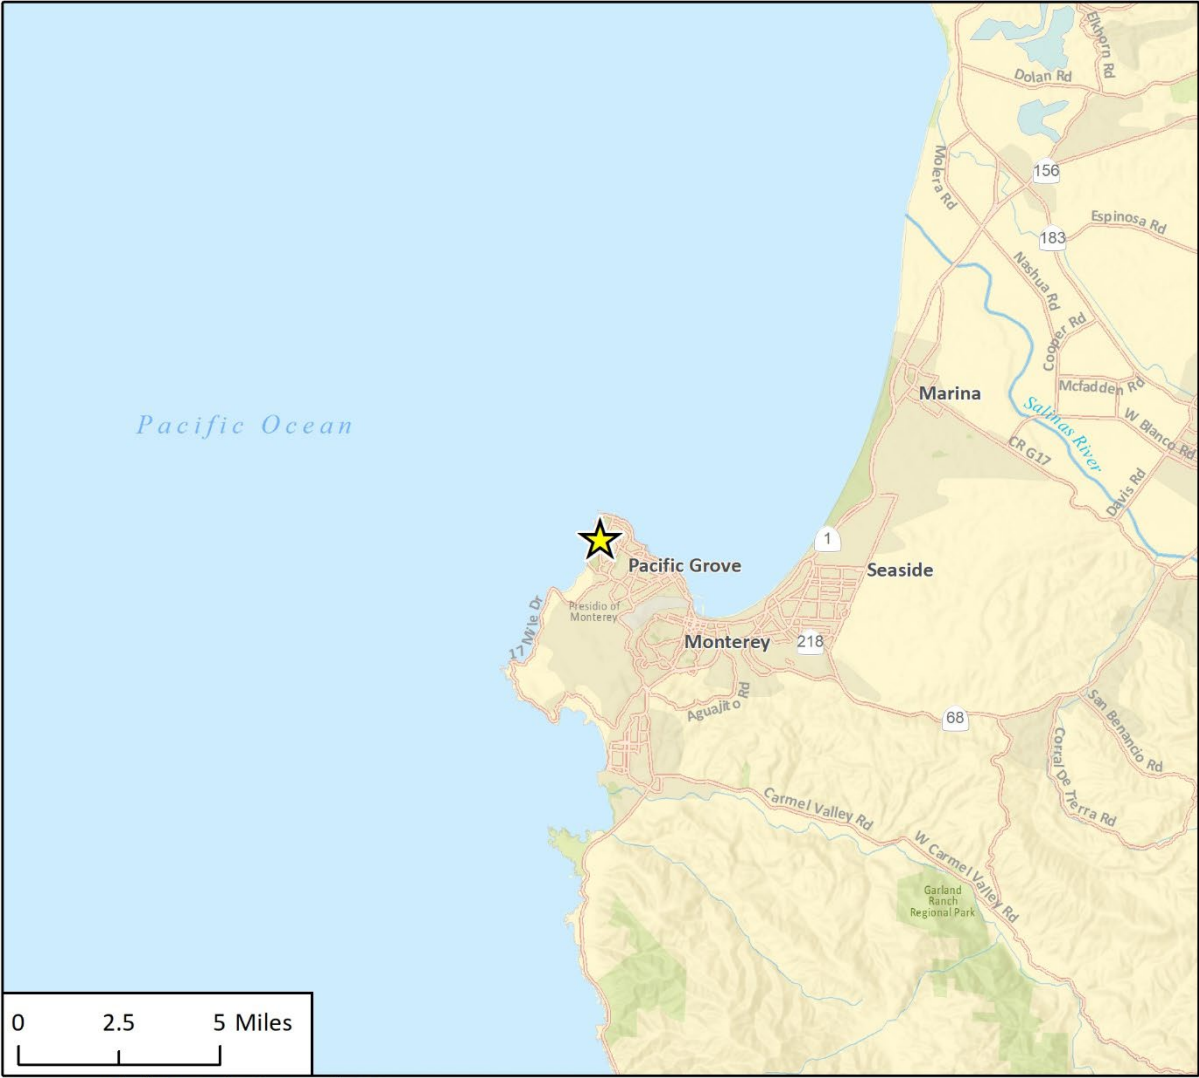 Elkhorn Rd
Dolan Rd
Molera Rd
156
Espinosa Rd
183
Nashua Rd
Cooper Rd
Mcfadden Rd
Marina
Salinas River
W Blanco Rd
Pacific Ocean
CR G17
Davis Rd
1
Pacific Grove
Seaside
Presidio of
Monterey
17 Mile Dr
Monterey
218
Aguajito Rd
68
San Benancio Rd
Corral De Tierra Rd
Carmel Valley Rd
W Carmel Valley Rd
Garland
Ranch
Regional Park
0 2.5 5 Miles